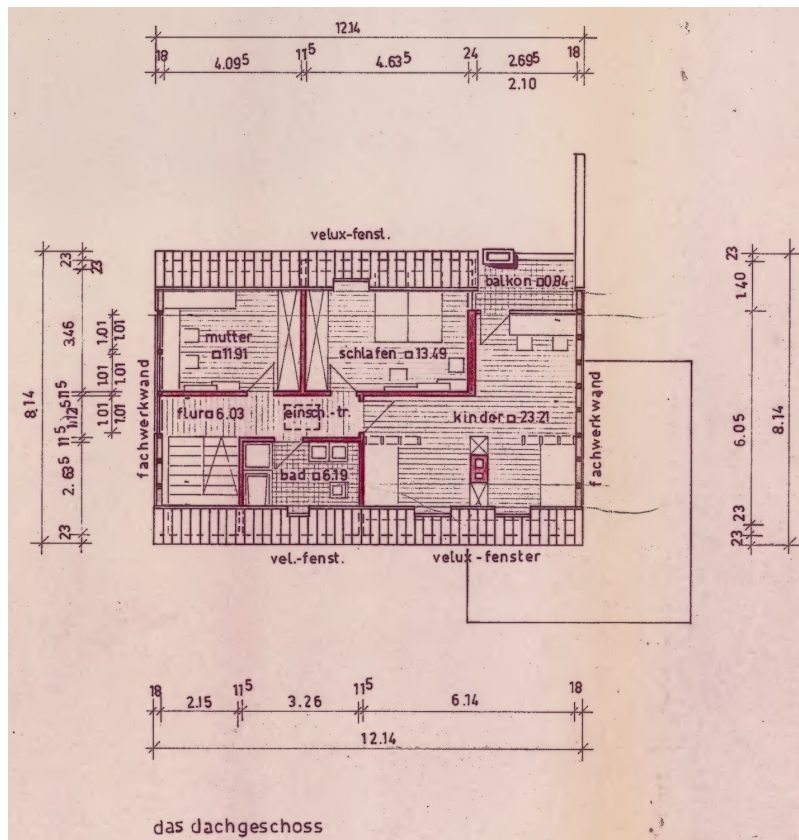 12.14
18 4.09⁵ 11⁵ 4.63⁵ 24 2.69⁵ 18
2.10
velux-fenst.
balkon □0.84
mutter
□11.91
schlafen □13.49
flur□6.03 einsch.-tr.
kinder□23.21
bad □6.19
fachwerkwand
fachwerkwand
vel.-fenst. velux-fenster
8.14
23
3.46
11⁵
1.12⁵
11⁵
2.63⁵
23
23
1.01
1.01
1.01
1.01
1.01
1.01
23
1.40
6.05
23
23
8.14
18 2.15 11⁵ 3.26 11⁵ 6.14 18
12.14
das dachgeschoss